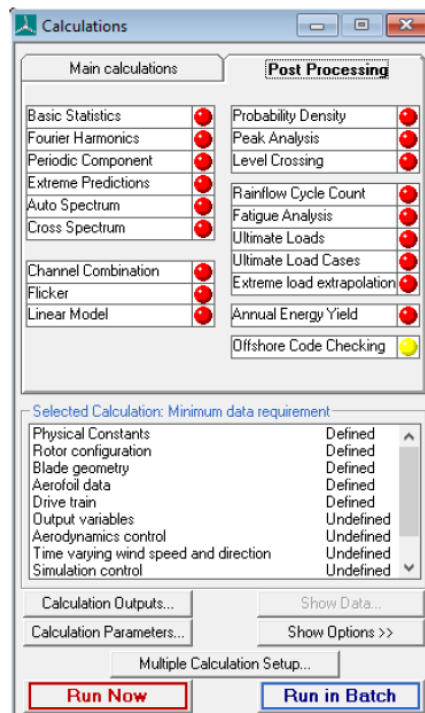 Calculations
Main calculations
Post Processing
Basic Statistics
Fourier Harmonics
Periodic Component
Extreme Predictions
Auto Spectrum
Cross Spectrum
Channel Combination
Flicker
Linear Model
Probability Density
Peak Analysis
Level Crossing
Rainflow Cycle Count
Fatigue Analysis
Ultimate Loads
Ultimate Load Cases
Extreme load extrapolation
Annual Energy Yield
Offshore Code Checking
Selected Calculation: Minimum data requirement
Physical Constants Defined
Rotor configuration Defined
Blade geometry Defined
Aerofoil data Defined
Drive train Defined
Output variables Undefined
Aerodynamics control Undefined
Time varying wind speed and direction Undefined
Simulation control Undefined
Calculation Outputs... Show Data...
Calculation Parameters... Show Options >>
Multiple Calculation Setup...
Run Now Run in Batch